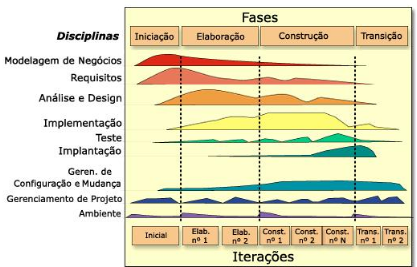 Fases
Disciplinas
Iniciação Elaboração Construção Transição
Modelagem de Negócios
Requisitos
Análise e Design
Implementação
Teste
Implantação
Geren. de
Configuração e Mudança
Gerenciamento de Projeto
Ambiente
Inicial Elab. nº 1 Elab. nº 2 Const. nº 1 Const. nº 2 Const. nº N Trans. nº 1 Trans. nº 2
Iterações